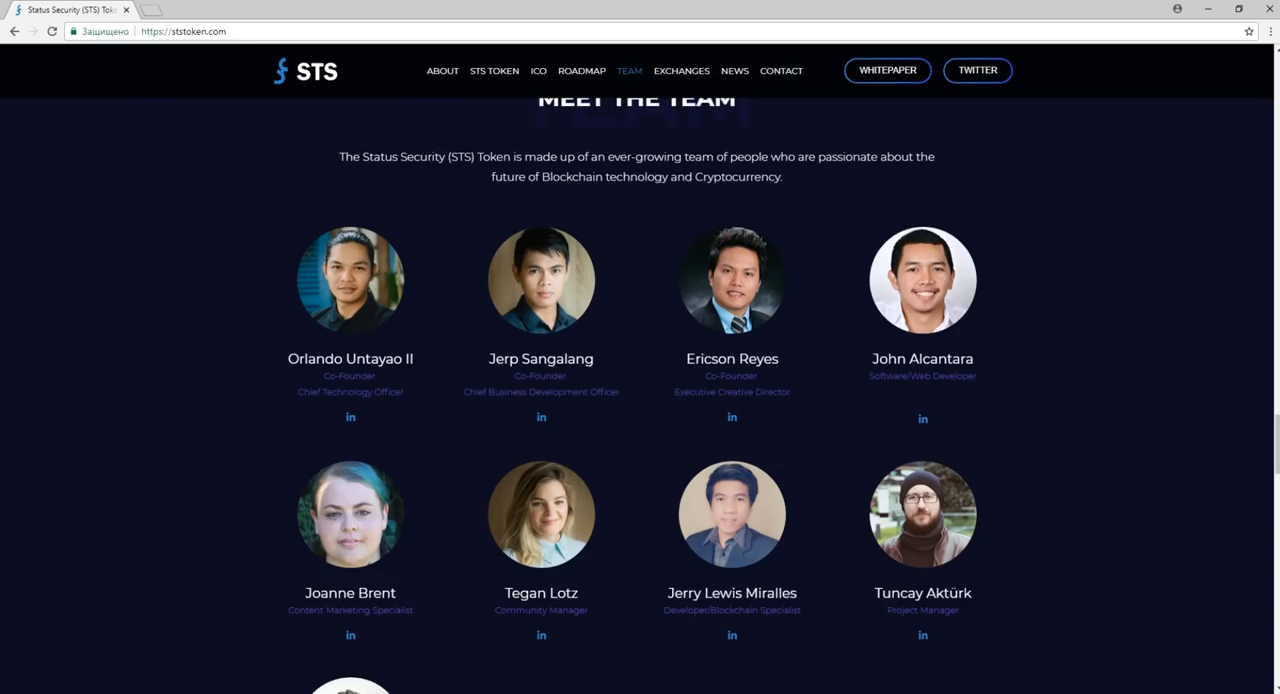 Status Security (STS) Tok
Защищено
https://ststoken.com
STS
ABOUT
STS TOKEN
ICO
ROADMAP
TEAM
EXCHANGES
NEWS
CONTACT
WHITEPAPER
TWITTER
MEET THE TEAM
TEAM
The Status Security (STS) Token is made up of an ever-growing team of people who are passionate about the
future of Blockchain technology and Cryptocurrency.
Orlando Untayao II
Co-Founder
Chief Technology Officer
in
Jerp Sangalang
Co-Founder
Chief Business Development Officer
in
Ericson Reyes
Co-Founder
Executive Creative Director
in
John Alcantara
Software/Web Developer
in
Joanne Brent
Content Marketing Specialist
in
Tegan Lotz
Community Manager
in
Jerry Lewis Miralles
Developer/Blockchain Specialist
in
Tuncay Aktürk
Project Manager
in